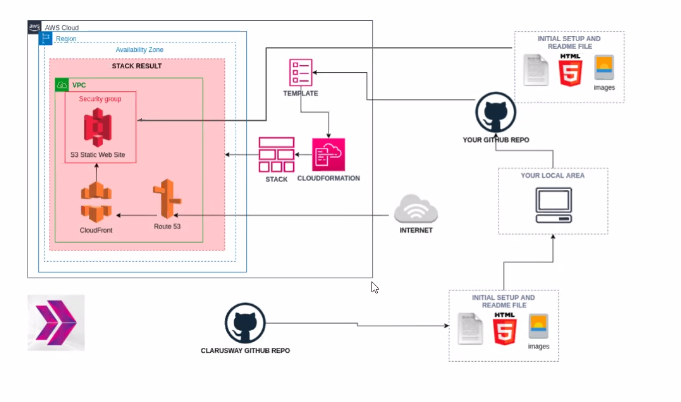 aws
AWS Cloud
Region
Availability Zone
STACK RESULT
VPC
Security group
S3 Static Web Site
CloudFront
Route 53
TEMPLATE
STACK
CLOUDFORMATION
INTERNET
INITIAL SETUP AND
README FILE
HTML
5
images
YOUR GITHUB REPO
YOUR LOCAL AREA
CLARUSWAY GITHUB REPO
INITIAL SETUP AND
README FILE
HTML
5
images